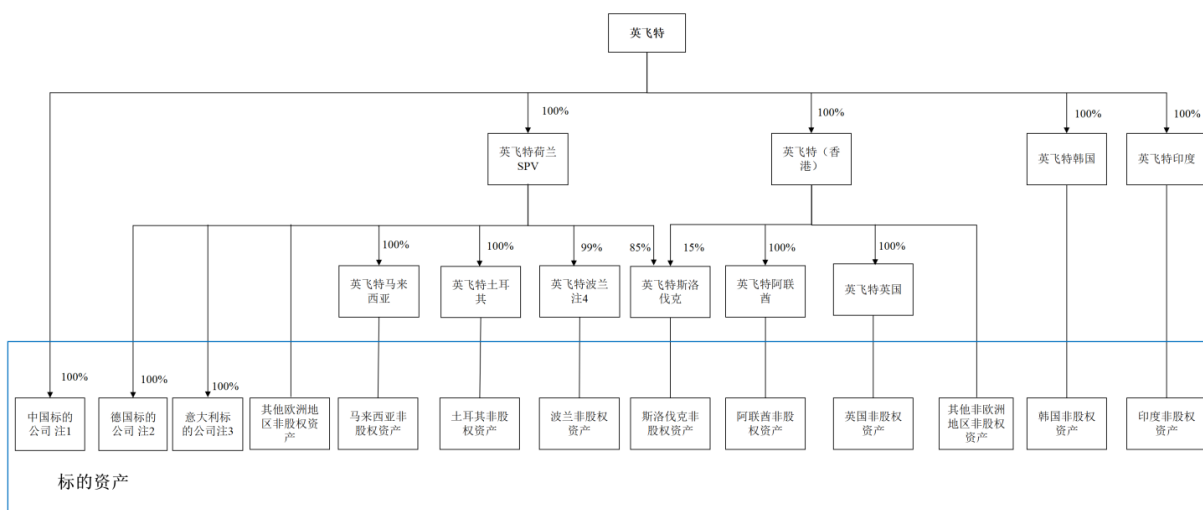 英飞特
100%
100%
100%
100%
英飞特荷兰
SPV
英飞特（香
港）
英飞特韩国
英飞特印度
100%
100%
99%
85%
15%
100%
100%
英飞特马来
西亚
英飞特土耳
其
英飞特波兰
注4
英飞特斯洛
伐克
英飞特阿联
酋
英飞特英国
100%
100%
100%
中国标的
公司 注1
德国标的
公司 注2
意大利标
的公司注3
其他欧洲地
区非股权资
产
马来西亚非
股权资产
土耳其非股
权资产
波兰非股权
资产
斯洛伐克非
股权资产
阿联酋非股
权资产
英国非股权
资产
其他非欧洲
地区非股权
资产
韩国非股权
资产
印度非股权
资产
标的资产